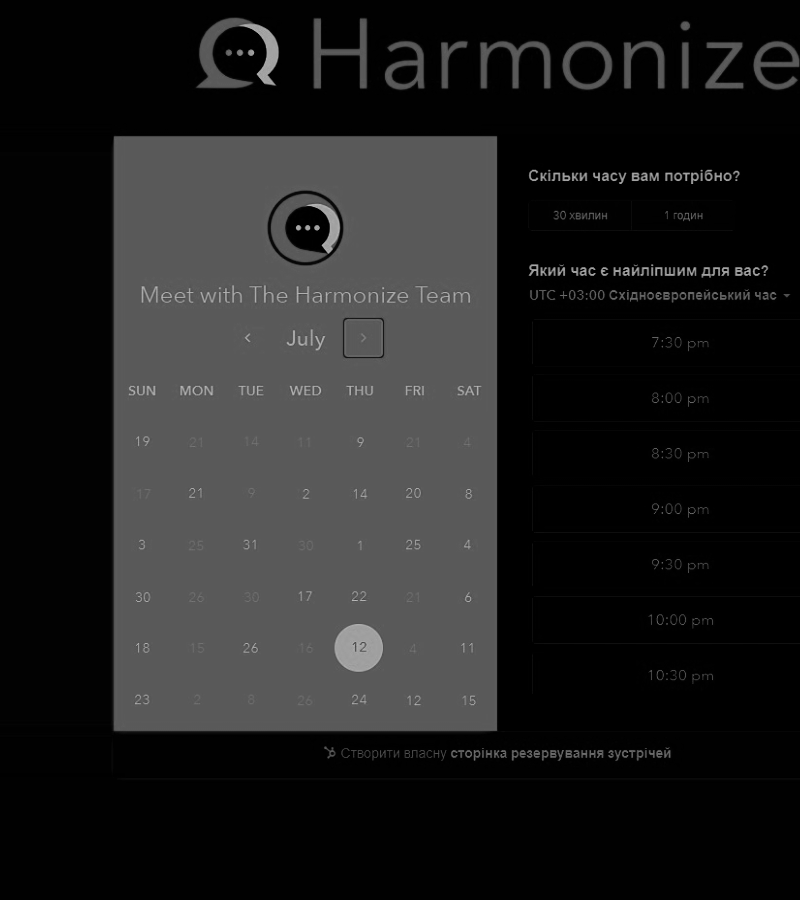 Harmonize
Meet with The Harmonize Team
July
SUN MON TUE WED THU FRI SAT
19 21 14 11 9 21 4
17 21 9 2 14 20 8
3 25 31 30 1 25 4
30 26 30 17 22 21 6
18 15 26 16 12 4 11
23 2 8 26 24 12 15
Скільки часу вам потрібно?
30 хвилин 1 годин
Який час є найліпшим для вас?
UTC +03:00 Східноєвропейський час
7:30 pm
8:00 pm
8:30 pm
9:00 pm
9:30 pm
10:00 pm
10:30 pm
Створити власну сторінка резервування зустрічей